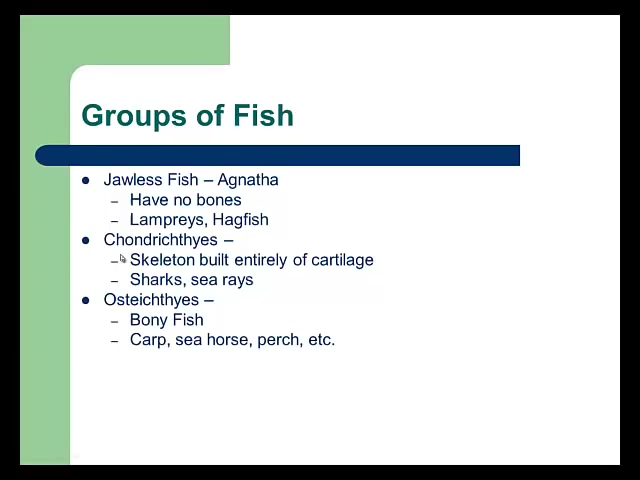 Groups of Fish
● Jawless Fish – Agnatha
– Have no bones
– Lampreys, Hagfish
● Chondrichthyes –
– Skeleton built entirely of cartilage
– Sharks, sea rays
● Osteichthyes –
– Bony Fish
– Carp, sea horse, perch, etc.